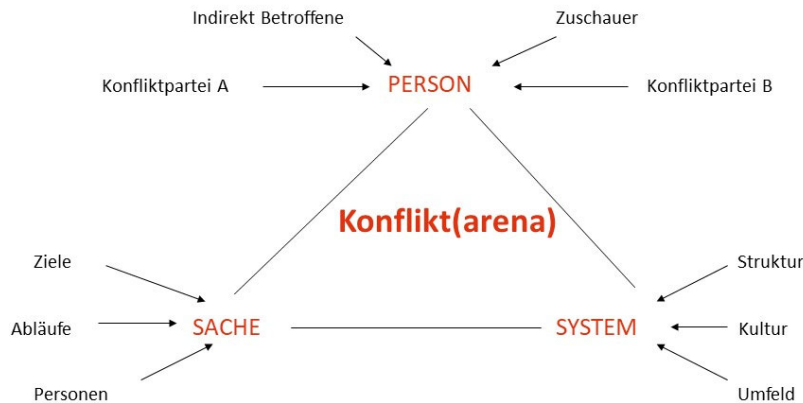 Indirekt Betroffene
Zuschauer
Konfliktpartei A
PERSON
Konfliktpartei B
Konflikt(arena)
Ziele
Struktur
Abläufe
SACHE
SYSTEM
Kultur
Personen
Umfeld